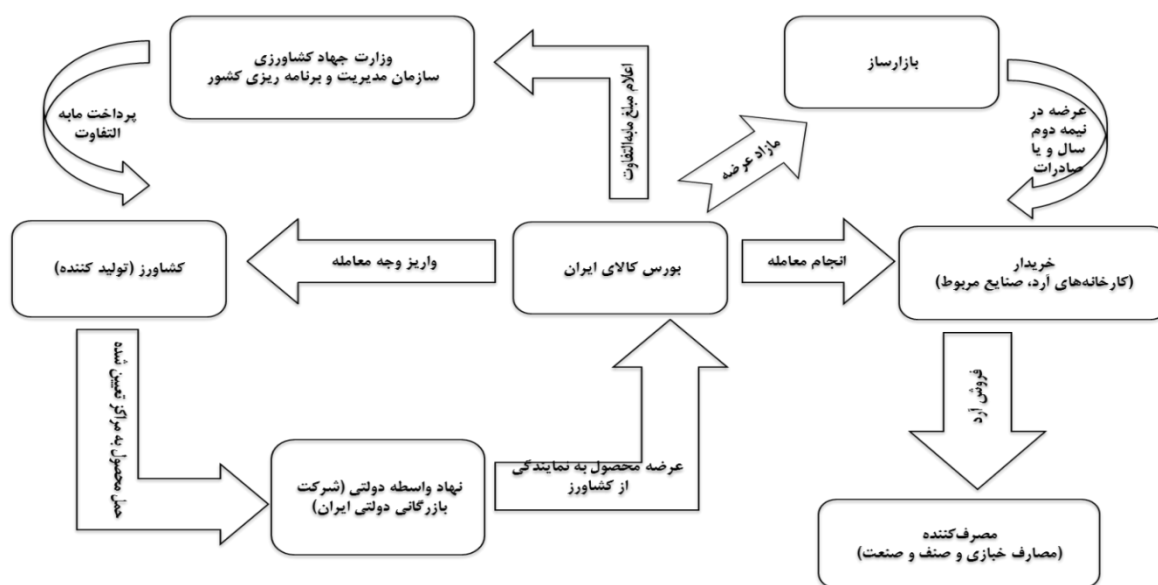 وزارت جهاد کشاورزی
سازمان مدیریت و برنامه ریزی کشور
بازارساز
پرداخت مابه
التفاوت
اعلام مبلغ مابه‌التفاوت
مازاد عرضه
عرضه در
نیمه دوم
سال و یا
صادرات
کشاورز (تولید کننده)
واریز وجه معامله
بورس کالای ایران
انجام معامله
خریدار
(کارخانه‌های آرد، صنایع مربوط)
حمل محصول به مراکز تعیین شده
نهاد واسطه دولتی (شرکت
بازرگانی دولتی ایران)
عرضه محصول به نمایندگی
از کشاورز
فروش آرد
مصرف‌کننده
(مصارف خبازی و صنف و صنعت)